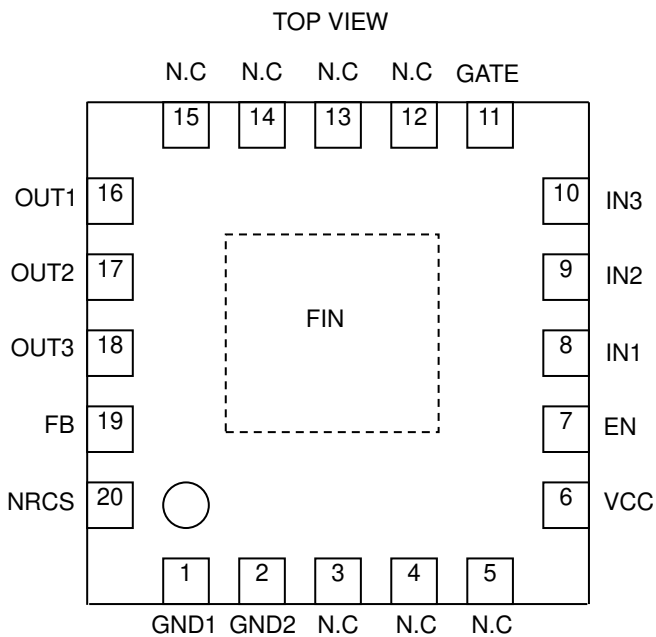 TOP VIEW
N.C N.C N.C N.C GATE
15 14 13 12 11
OUT1 16 10 IN3
OUT2 17 9 IN2
FIN
OUT3 18 8 IN1
FB 19 7 EN
NRCS 20 6 VCC
1 2 3 4 5
GND1 GND2 N.C N.C N.C